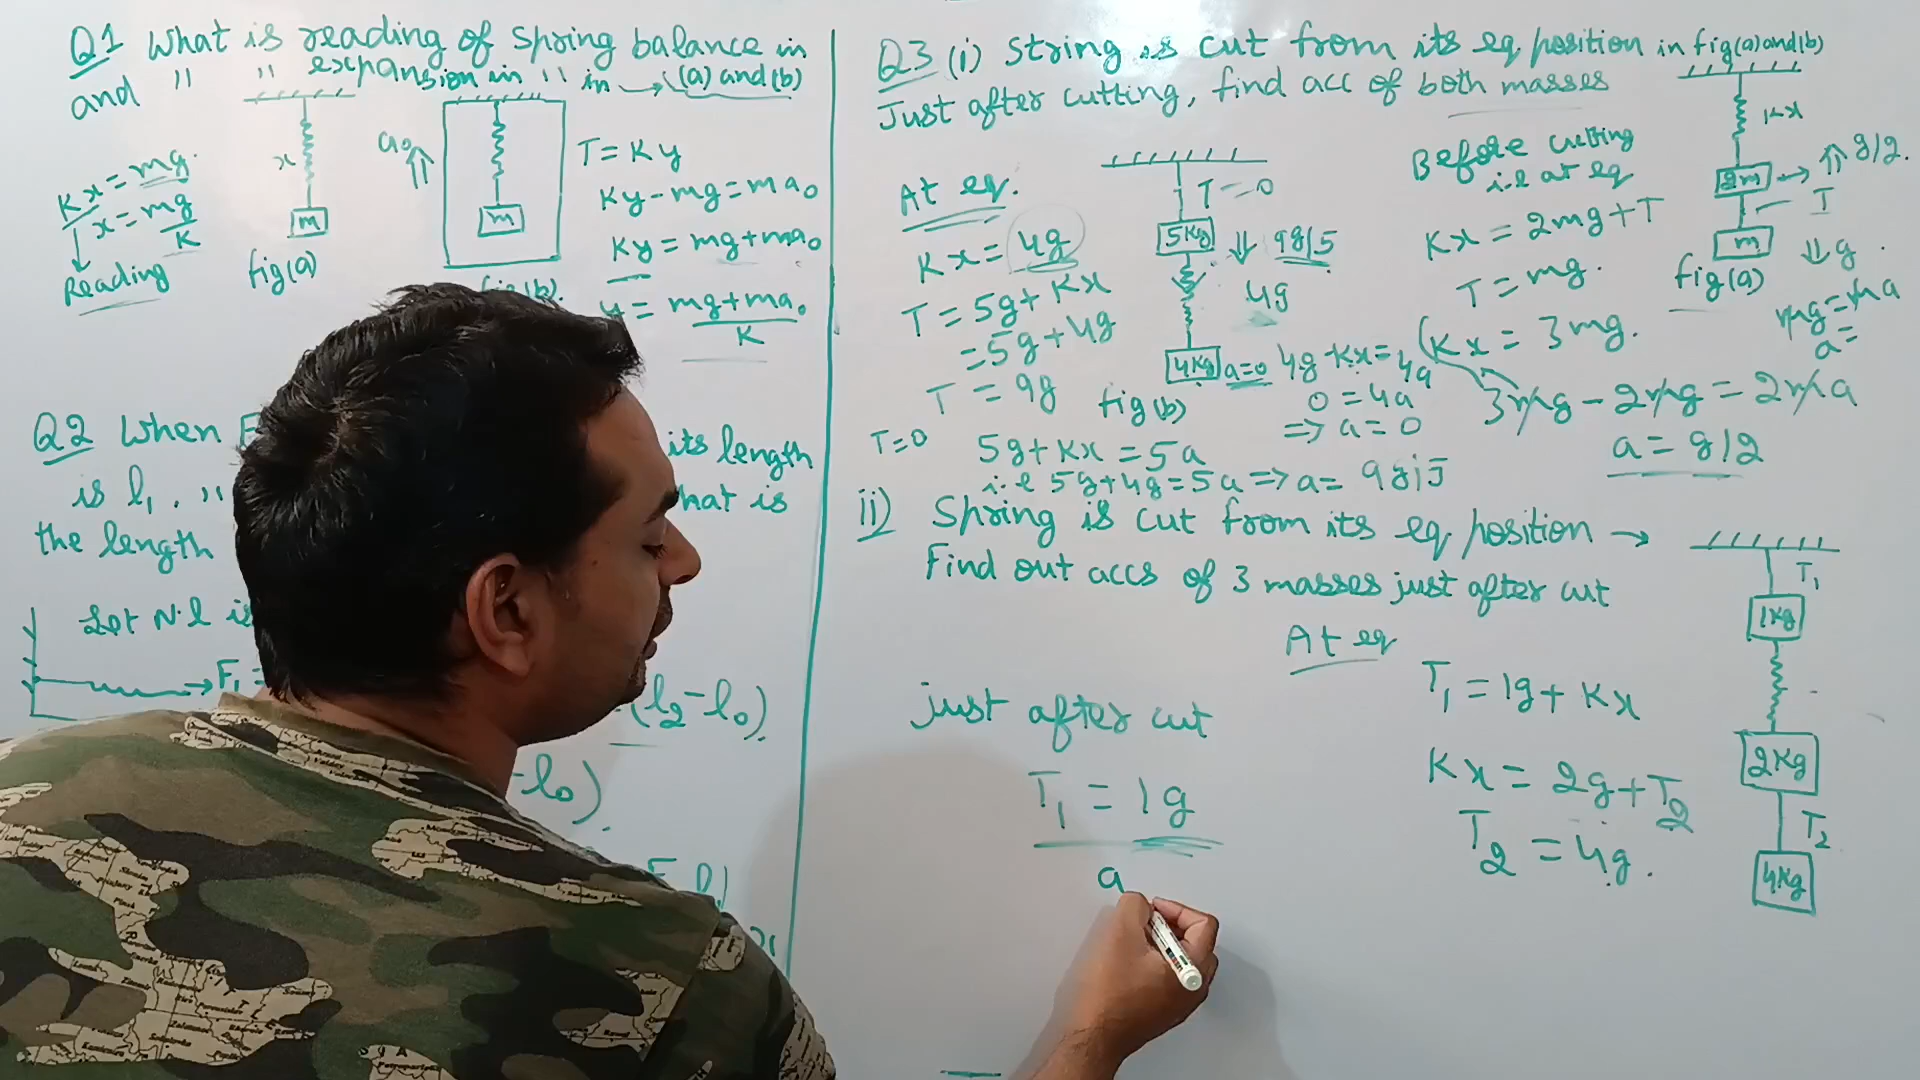 Q1 What is reading of spring balance in
and " " expansion in " in → (a) and (b)
x
m
fig(a)
Kx = mg.
x = mg/K
Reading
a₀
m
T = Ky
Ky - mg = ma₀
Ky = mg + ma₀
y = mg + ma₀/K
Q2 When F
its length
is l₁, "
hat is
the length
Let N.l is
F₁ =
(l₂ - l₀)
- l₀)
Q3 (i) String is cut from its eq position in fig(a) and (b)
Just after cutting, find acc of both masses
At eq.
Kx = 4g
T = 5g + Kx
= 5g + 4g
T = 9g
T = 0
5Kg
9g/5
4g
4Kg
a=0
fig(b)
4g - Kx = 4a
0 = 4a
⇒ a = 0
T=0
5g + Kx = 5a
i.e 5g + 4g = 5a ⇒ a = 9g/5
Before cutting
i.e at eq
Kx = 2mg + T
T = mg.
Kx = 3mg.
3mg - 2mg = 2ma
a = g/2
Kx
2m
g/2.
T
m
g
fig(a)
mg = ma
a =
ii) Spring is cut from its eq position →
Find out accs of 3 masses just after cut
At eq
T₁ = 1g + Kx
Kx = 2g + T₂
T₂ = 4g.
T₁
1Kg
2Kg
T₂
4Kg
just after cut
T₁ = 1g
a